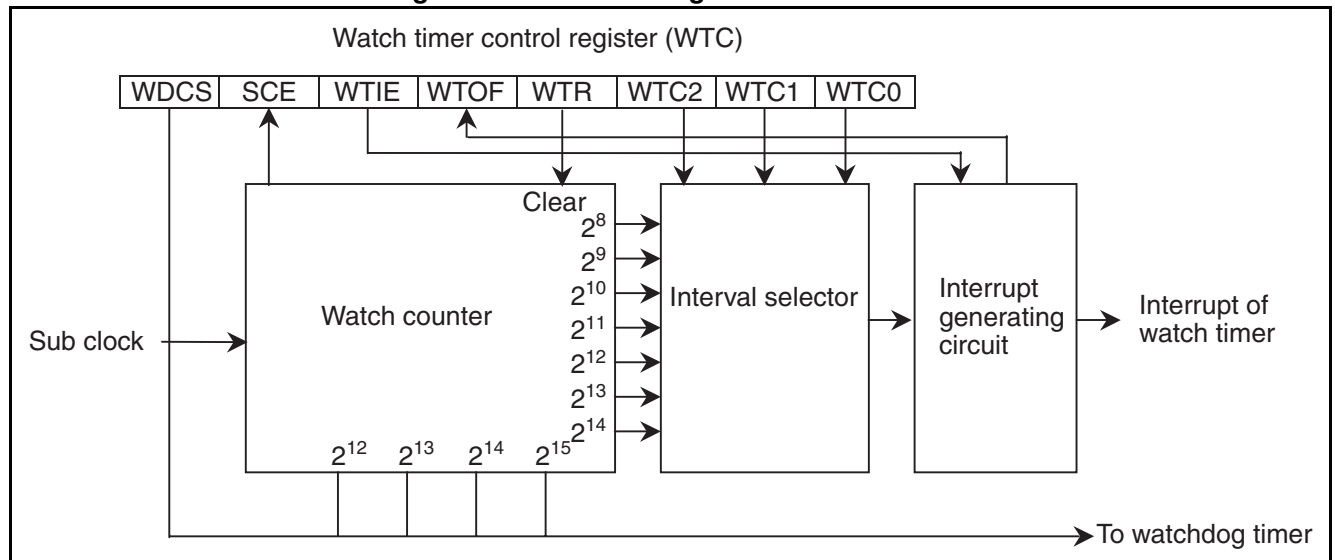 Watch timer control register (WTC)
WDCS SCE WTIE WTOF WTR WTC2 WTC1 WTC0
Clear
2^8
2^9
2^10
2^11
2^12
2^13
2^14
Watch counter
Interval selector
Interrupt
generating
circuit
Interrupt of
watch timer
Sub clock
2^12 2^13 2^14 2^15
To watchdog timer